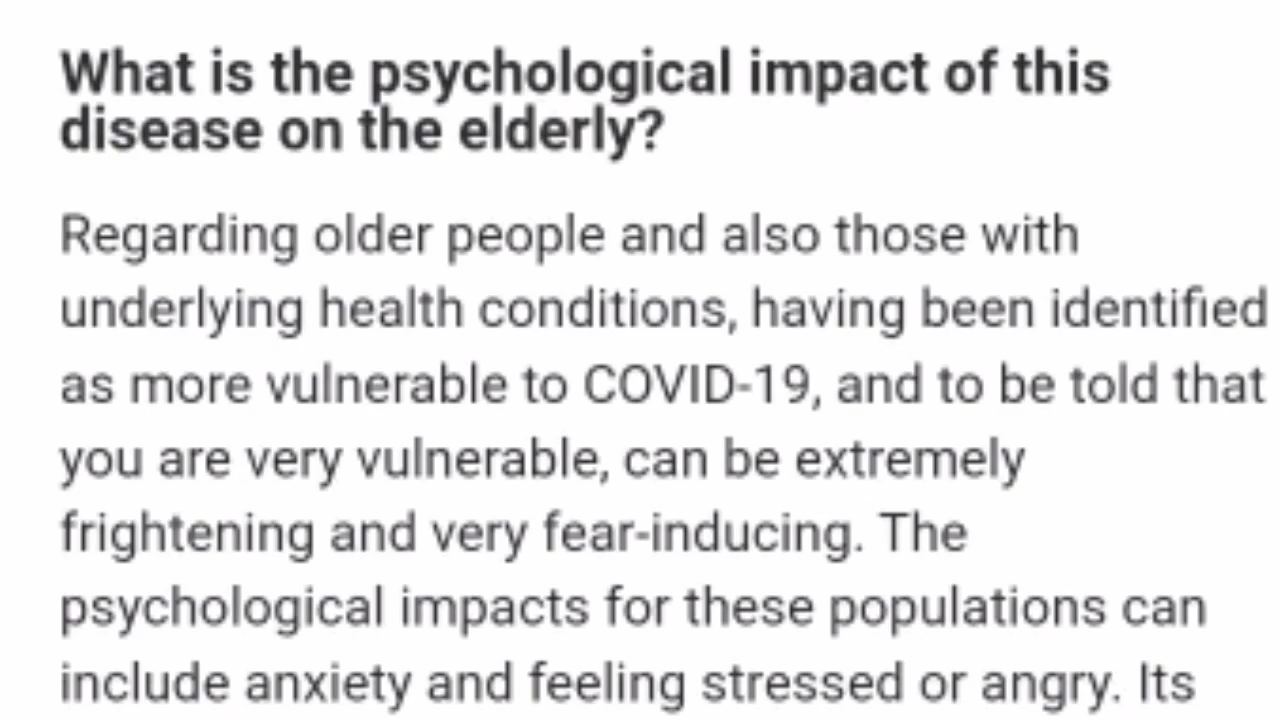 What is the psychological impact of this
disease on the elderly?
Regarding older people and also those with
underlying health conditions, having been identified
as more vulnerable to COVID-19, and to be told that
you are very vulnerable, can be extremely
frightening and very fear-inducing. The
psychological impacts for these populations can
include anxiety and feeling stressed or angry. Its